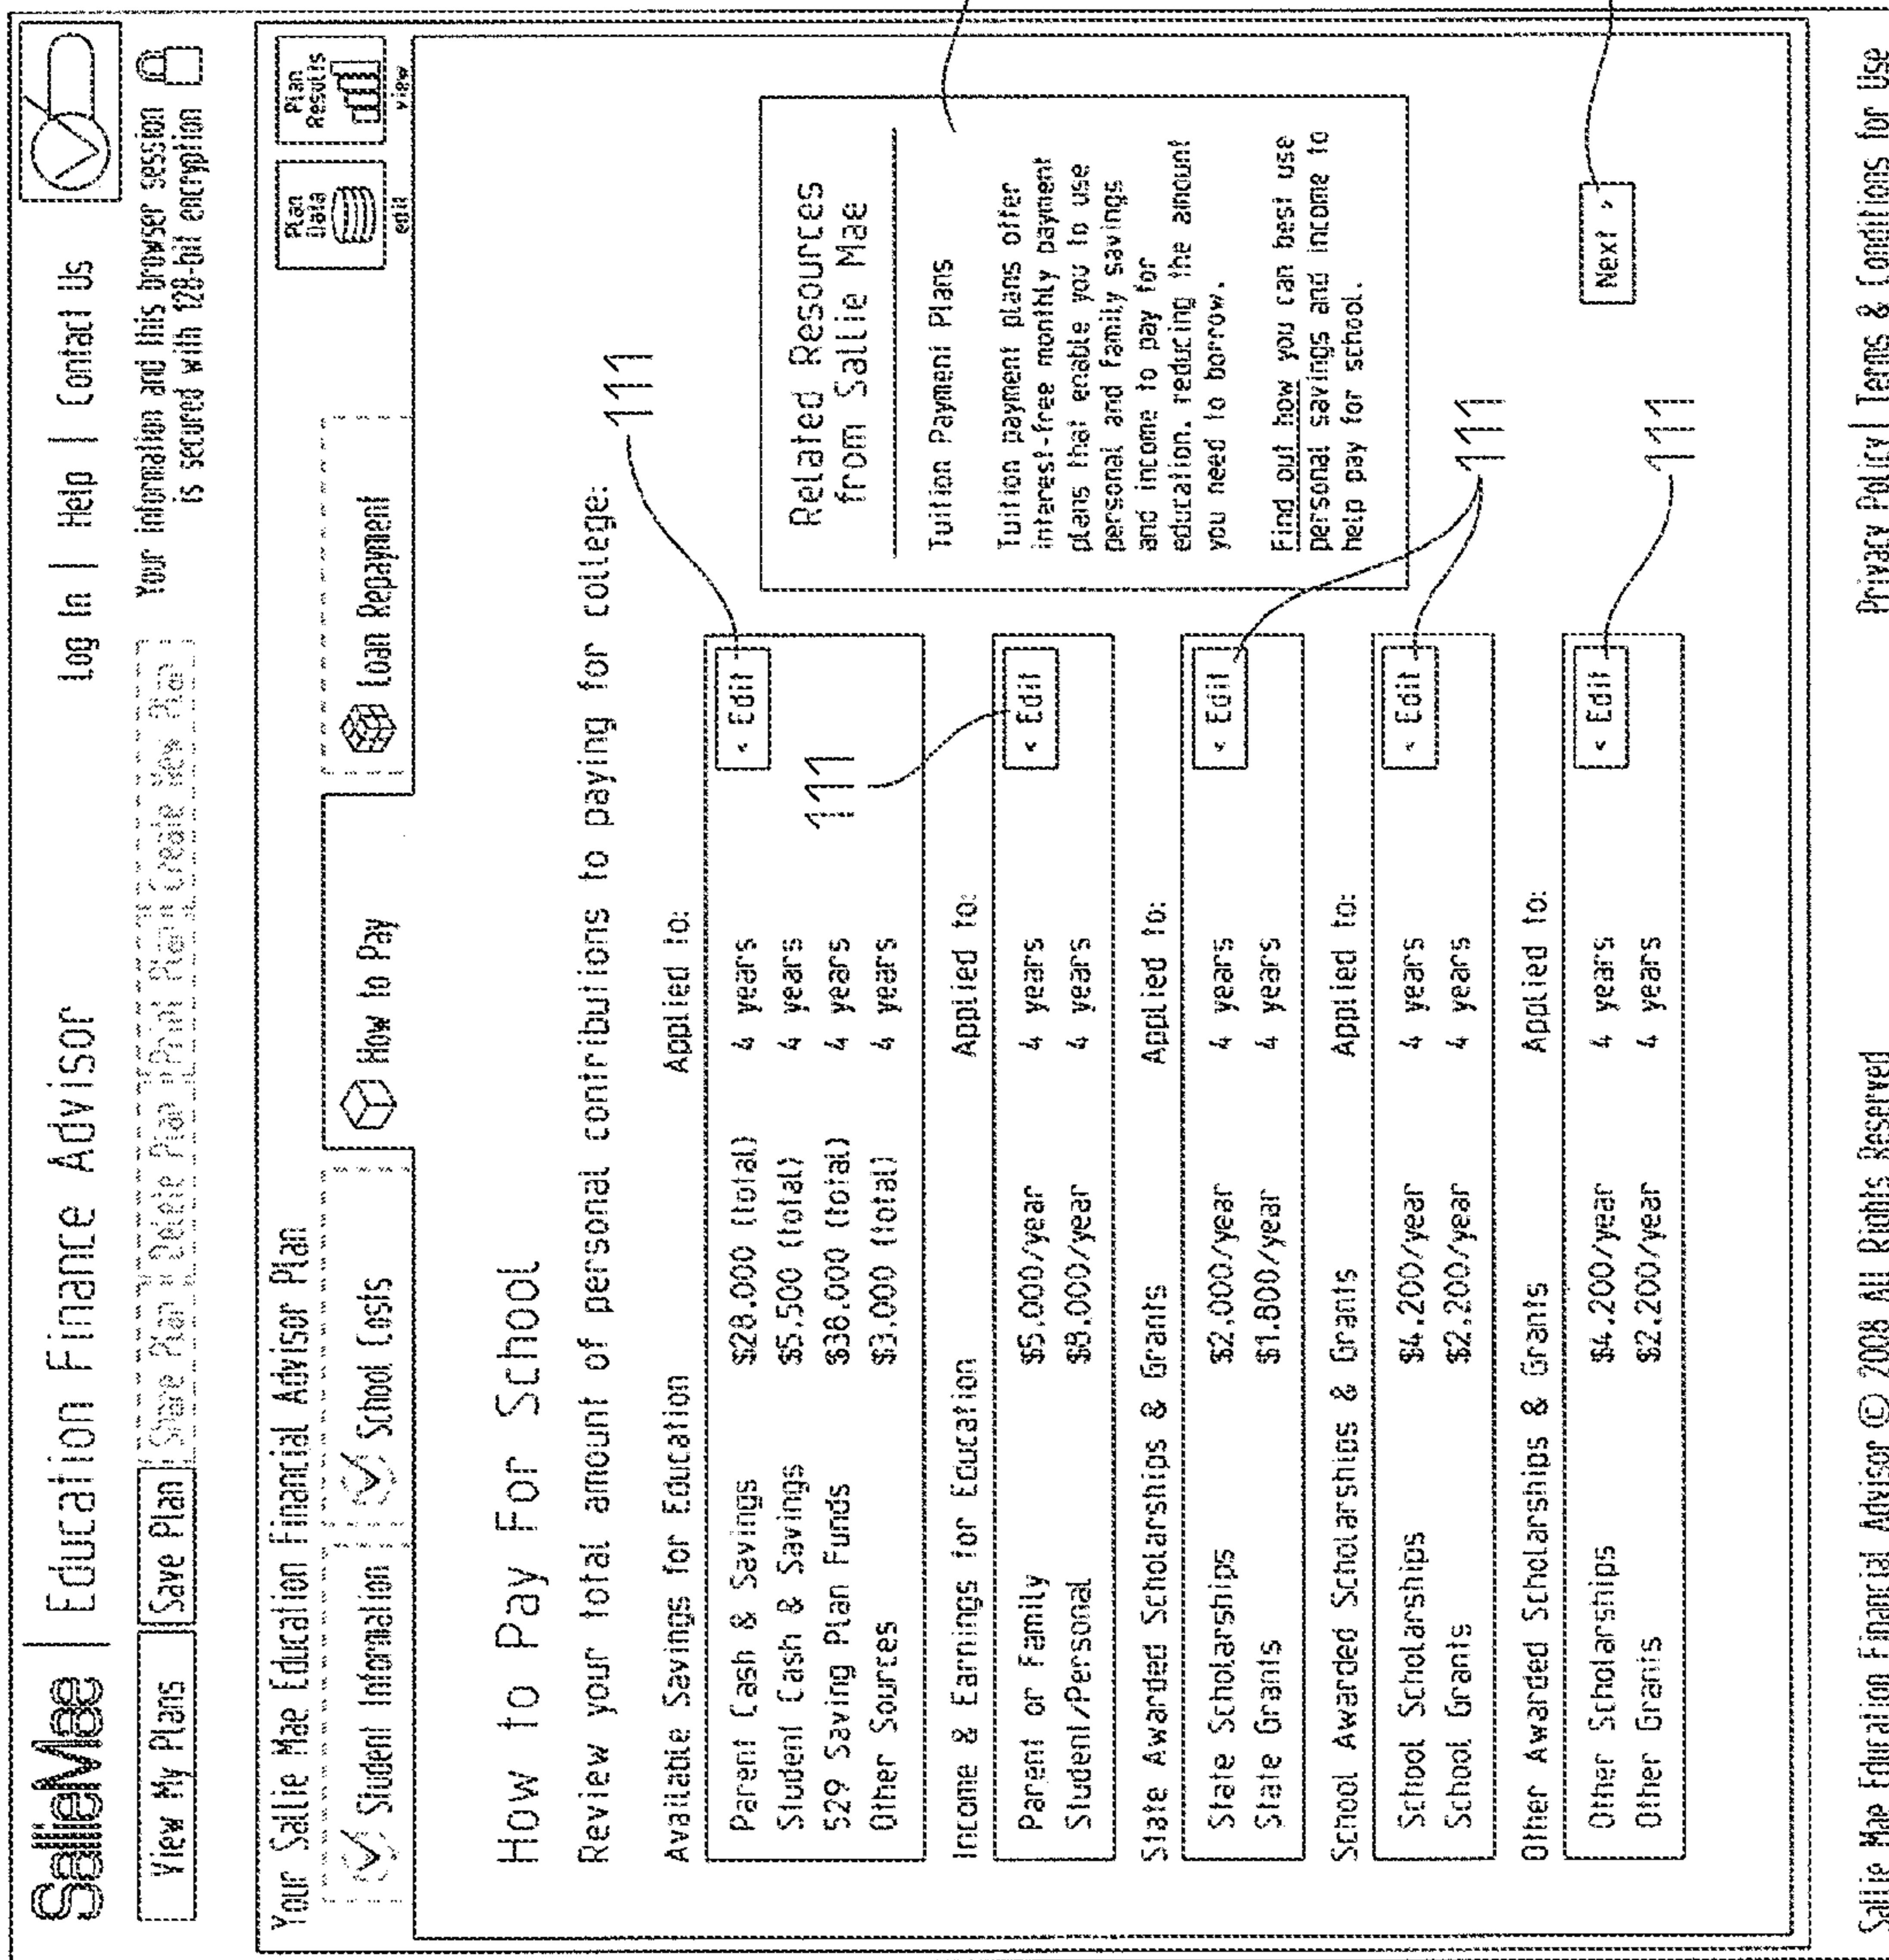 SallieMae | Education Finance Advisor
Log In | Help | Contact Us
View My Plans
Save Plan
Share Plan
Delete Plan
Print Plan
Create New Plan
Your information and this browser session
is secured with 128-bit encryption
Your Sallie Mae Education Financial Advisor Plan
Student Information
School Costs
How to Pay
Loan Repayment
Plan
Data
edit
Plan
Results
view
How to Pay For School
Review your total amount of personal contributions to paying for college:
111
Available Savings for Education Applied to:
Parent Cash & Savings $28,000 (total) 4 years < Edit
Student Cash & Savings $5,500 (total) 4 years
529 Saving Plan Funds $38,000 (total) 4 years
Other Sources $3,000 (total) 4 years
111
Income & Earnings for Education Applied to:
Parent or Family $5,000/year 4 years < Edit
Student/Personal $8,000/year 4 years
State Awarded Scholarships & Grants Applied to:
State Scholarships $2,000/year 4 years < Edit
State Grants $1,800/year 4 years
School Awarded Scholarships & Grants Applied to:
School Scholarships $4,200/year 4 years < Edit
School Grants $2,200/year 4 years
111
Other Awarded Scholarships & Grants Applied to:
Other Scholarships $4,200/year 4 years < Edit
Other Grants $2,200/year 4 years
111
Related Resources
from Sallie Mae
Tuition Payment Plans
Tuition payment plans offer
interest-free monthly payment
plans that enable you to use
personal and family savings
and income to pay for
education, reducing the amount
you need to borrow.
Find out how you can best use
personal savings and income to
help pay for school.
Next >
Sallie Mae Education Financial Advisor © 2008 All Rights Reserved
Privacy Policy | Terms & Conditions for Use